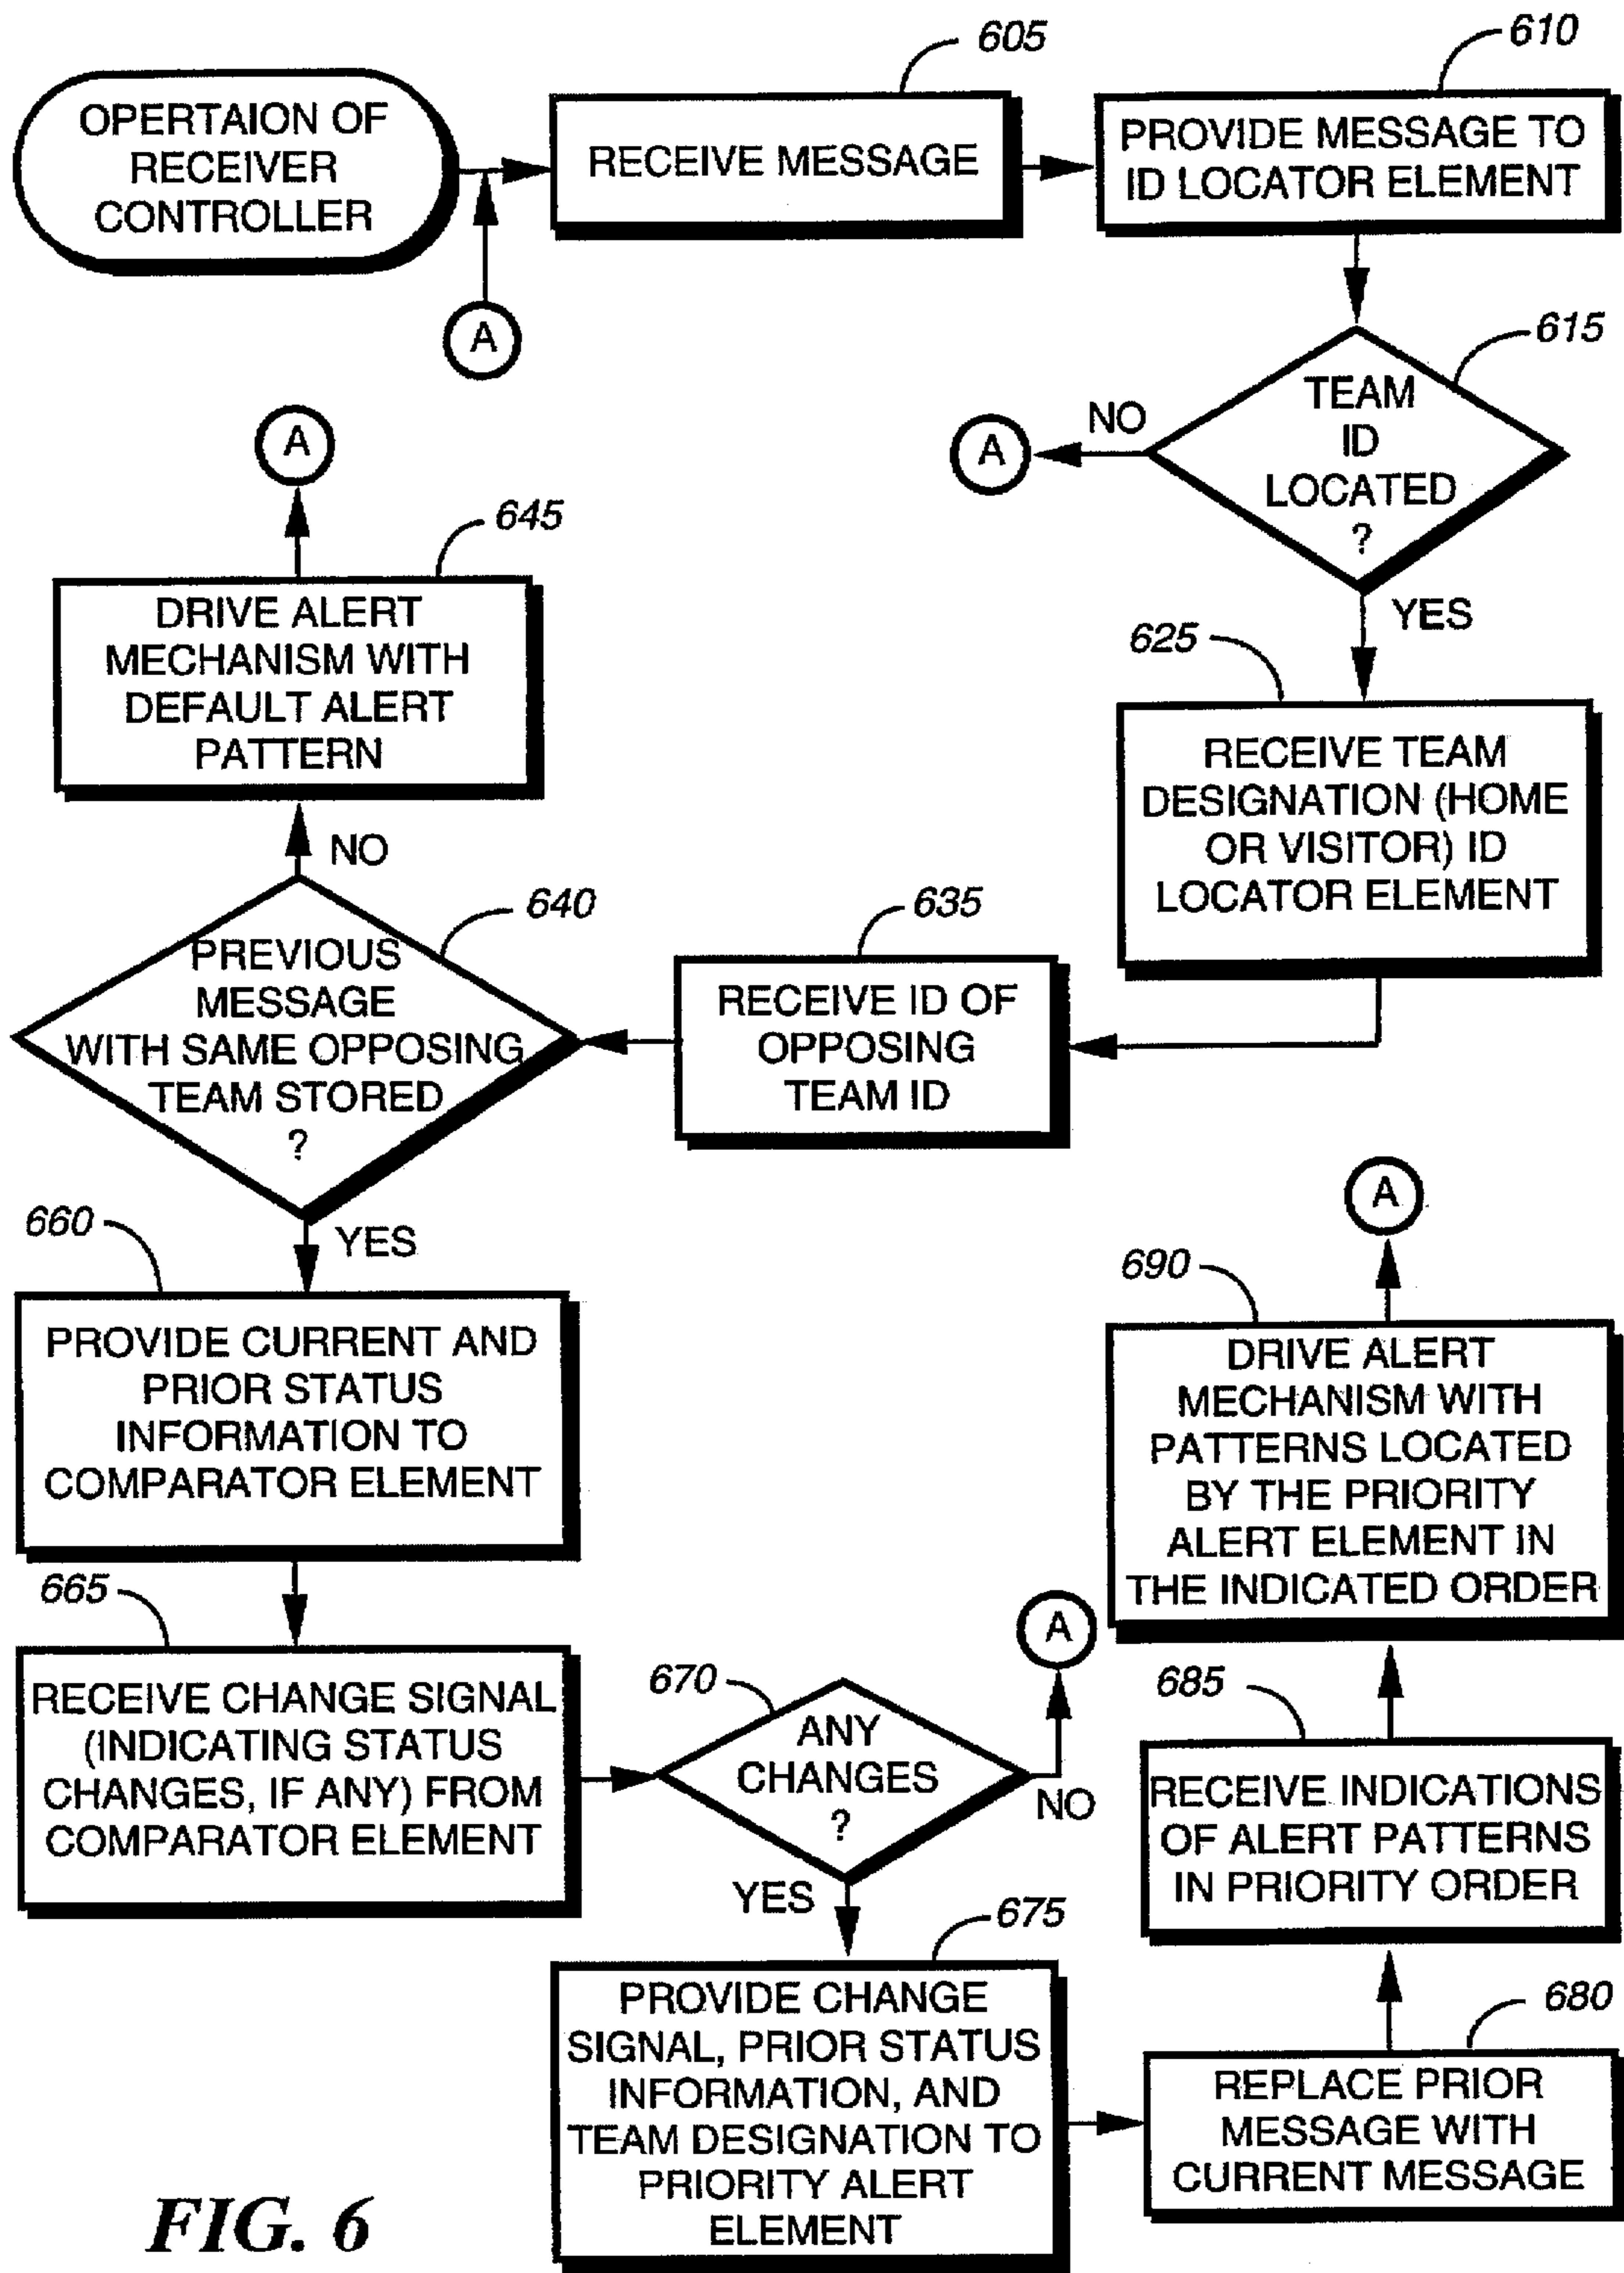 OPERTAION OF
RECEIVER
CONTROLLER
A
605
RECEIVE MESSAGE
610
PROVIDE MESSAGE TO
ID LOCATOR ELEMENT
615
TEAM
ID
LOCATED
?
NO
A
YES
625
RECEIVE TEAM
DESIGNATION (HOME
OR VISITOR) ID
LOCATOR ELEMENT
635
RECEIVE ID OF
OPPOSING
TEAM ID
640
PREVIOUS
MESSAGE
WITH SAME OPPOSING
TEAM STORED
?
NO
645
DRIVE ALERT
MECHANISM WITH
DEFAULT ALERT
PATTERN
A
YES
660
PROVIDE CURRENT AND
PRIOR STATUS
INFORMATION TO
COMPARATOR ELEMENT
665
RECEIVE CHANGE SIGNAL
(INDICATING STATUS
CHANGES, IF ANY) FROM
COMPARATOR ELEMENT
670
ANY
CHANGES
?
NO
A
YES
675
PROVIDE CHANGE
SIGNAL, PRIOR STATUS
INFORMATION, AND
TEAM DESIGNATION TO
PRIORITY ALERT
ELEMENT
680
REPLACE PRIOR
MESSAGE WITH
CURRENT MESSAGE
685
RECEIVE INDICATIONS
OF ALERT PATTERNS
IN PRIORITY ORDER
690
DRIVE ALERT
MECHANISM WITH
PATTERNS LOCATED
BY THE PRIORITY
ALERT ELEMENT IN
THE INDICATED ORDER
A
FIG. 6